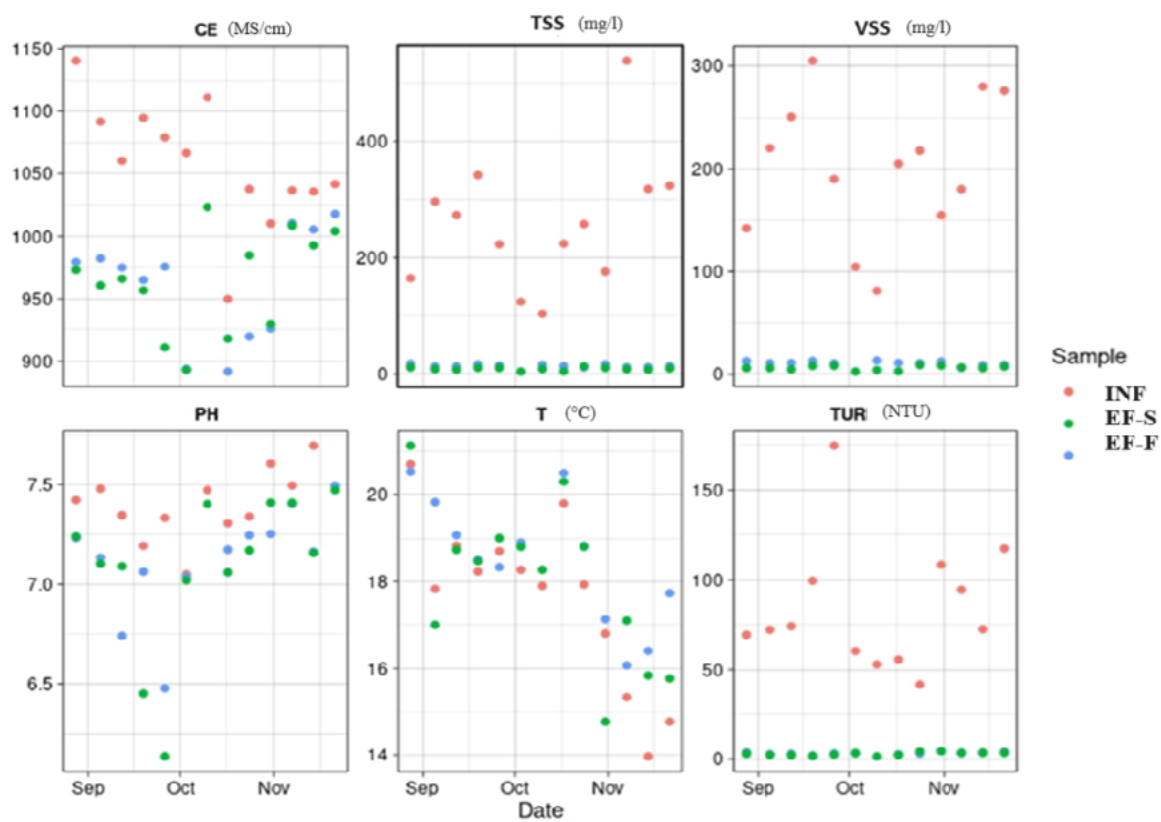 CE (MS/cm)
TSS (mg/l)
VSS (mg/l)
1150
1100
1050
1000
950
900
400
200
0
300
200
100
0
Sample
INF
EF-S
EF-F
PH
T (°C)
TUR (NTU)
7.5
7.0
6.5
20
18
16
14
150
100
50
0
Sep Oct Nov
Sep Oct Nov
Sep Oct Nov
Date